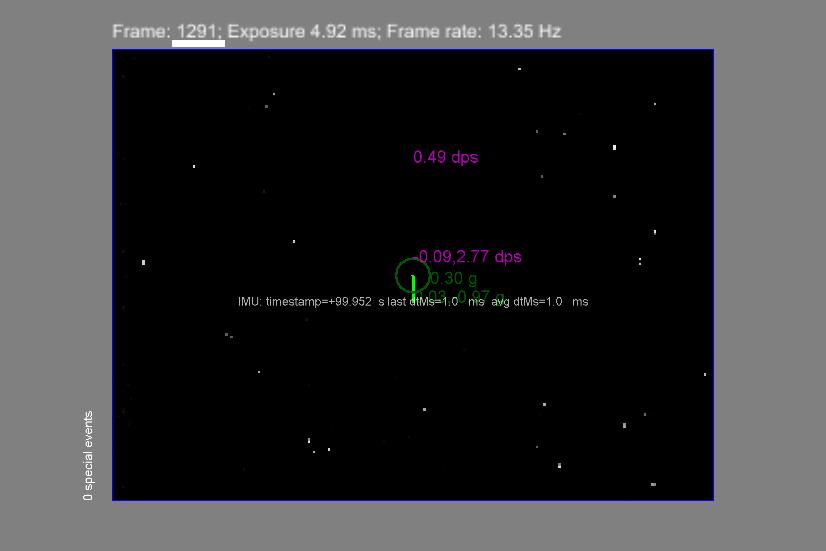 Frame: 1291; Exposure 4.92 ms; Frame rate: 13.35 Hz
0.49 dps
-0.09,2.77 dps
0.30 g
0.97 g
IMU: timestamp=+99.952 s last dtMs=1.0 ms avg dtMs=1.0 ms
0 special events